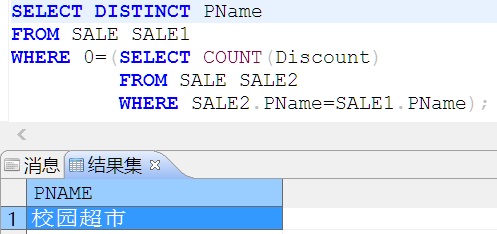 SELECT DISTINCT PName
FROM SALE SALE1
WHERE 0=(SELECT COUNT(Discount)
FROM SALE SALE2
WHERE SALE2.PName=SALE1.PName);
消息 结果集
PNAME
1 校园超市